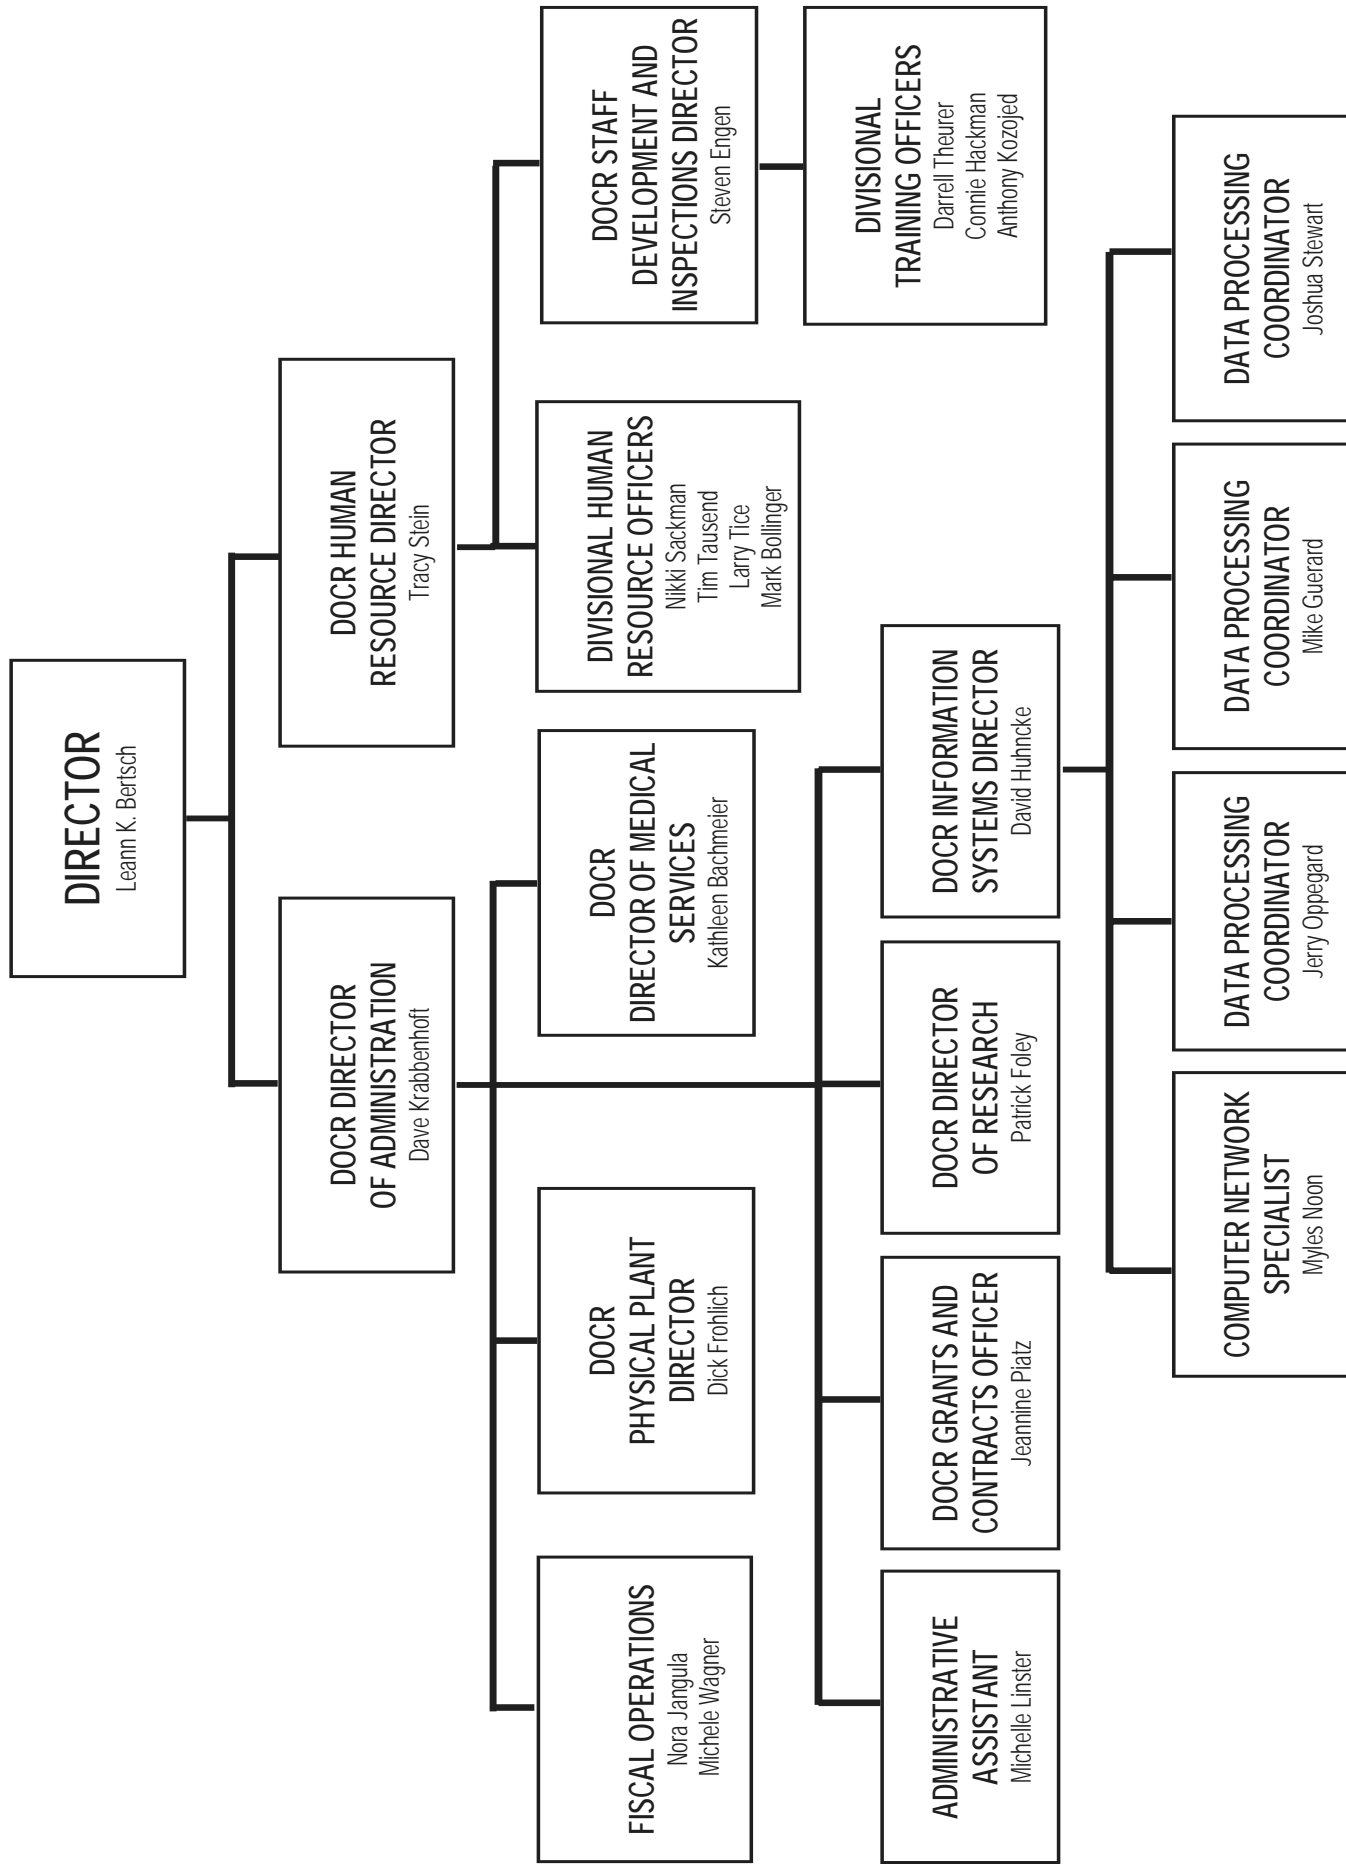 DIRECTOR
Leann K. Bertsch
DOCR DIRECTOR
OF ADMINISTRATION
Dave Krabbenhoft
DOCR HUMAN
RESOURCE DIRECTOR
Tracy Stein
FISCAL OPERATIONS
Nora Jangula
Michele Wagner
DOCR
PHYSICAL PLANT
DIRECTOR
Dick Frohlich
DOCR
DIRECTOR OF MEDICAL
SERVICES
Kathleen Bachmeier
DIVISIONAL HUMAN
RESOURCE OFFICERS
Nikki Sackman
Tim Tausend
Larry Tice
Mark Bollinger
DOCR STAFF
DEVELOPMENT AND
INSPECTIONS DIRECTOR
Steven Engen
DIVISIONAL
TRAINING OFFICERS
Darrell Theurer
Connie Hackman
Anthony Kozojed
ADMINISTRATIVE
ASSISTANT
Michelle Linster
DOCR GRANTS AND
CONTRACTS OFFICER
Jeannine Piatz
DOCR DIRECTOR
OF RESEARCH
Patrick Foley
DOCR INFORMATION
SYSTEMS DIRECTOR
David Huhncke
COMPUTER NETWORK
SPECIALIST
Myles Noon
DATA PROCESSING
COORDINATOR
Jerry Oppegard
DATA PROCESSING
COORDINATOR
Mike Guerard
DATA PROCESSING
COORDINATOR
Joshua Stewart